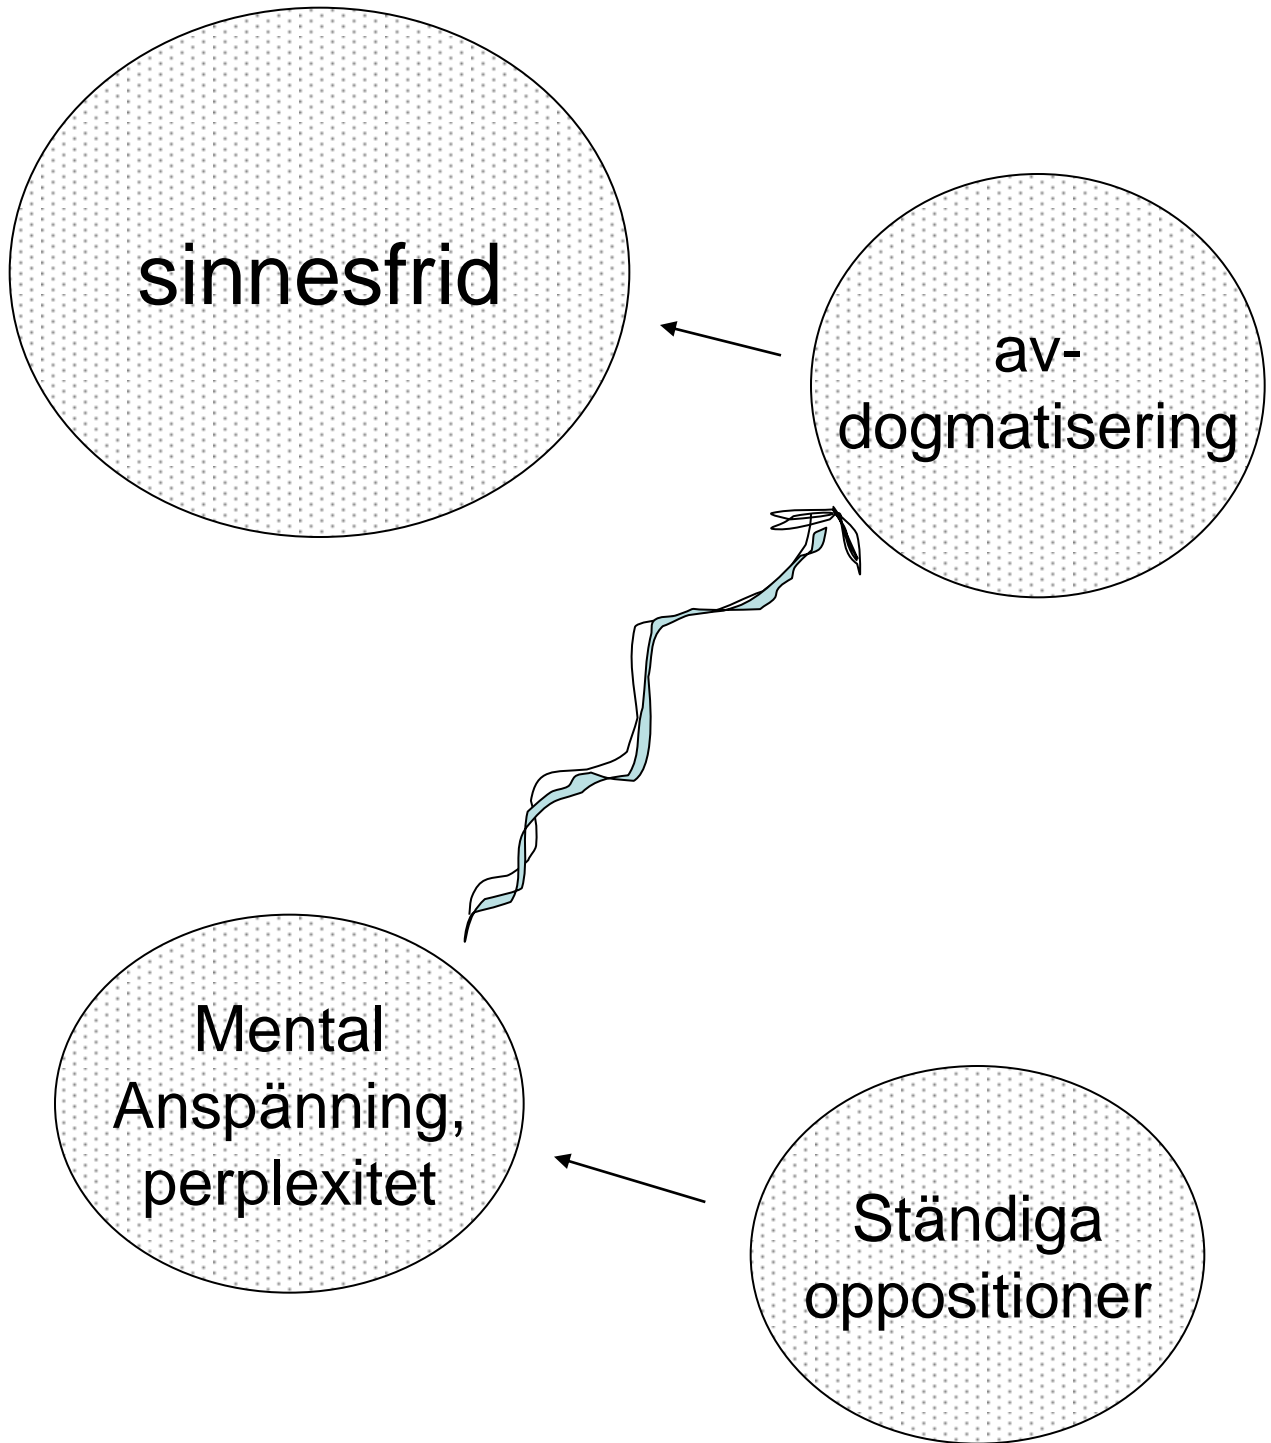 sinnesfrid
av-
dogmatisering
Mental
Anspänning,
perplexitet
Ständiga
oppositioner